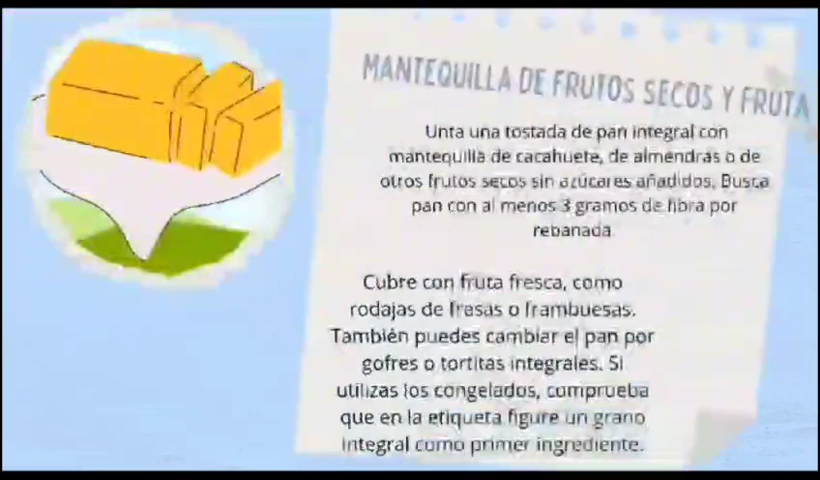 MANTEQUILLA DE FRUTOS SECOS Y FRUTA
Unta una tostada de pan integral con
mantequilla de cacahuete, de almendras o de
otros frutos secos sin azúcares añadidos. Busca
pan con al menos 3 gramos de fibra por
rebanada
Cubre con fruta fresca, como
rodajas de fresas o frambuesas.
También puedes cambiar el pan por
gofres o tortitas integrales. Si
utilizas los congelados, comprueba
que en la etiqueta figure un grano
integral como primer ingrediente.